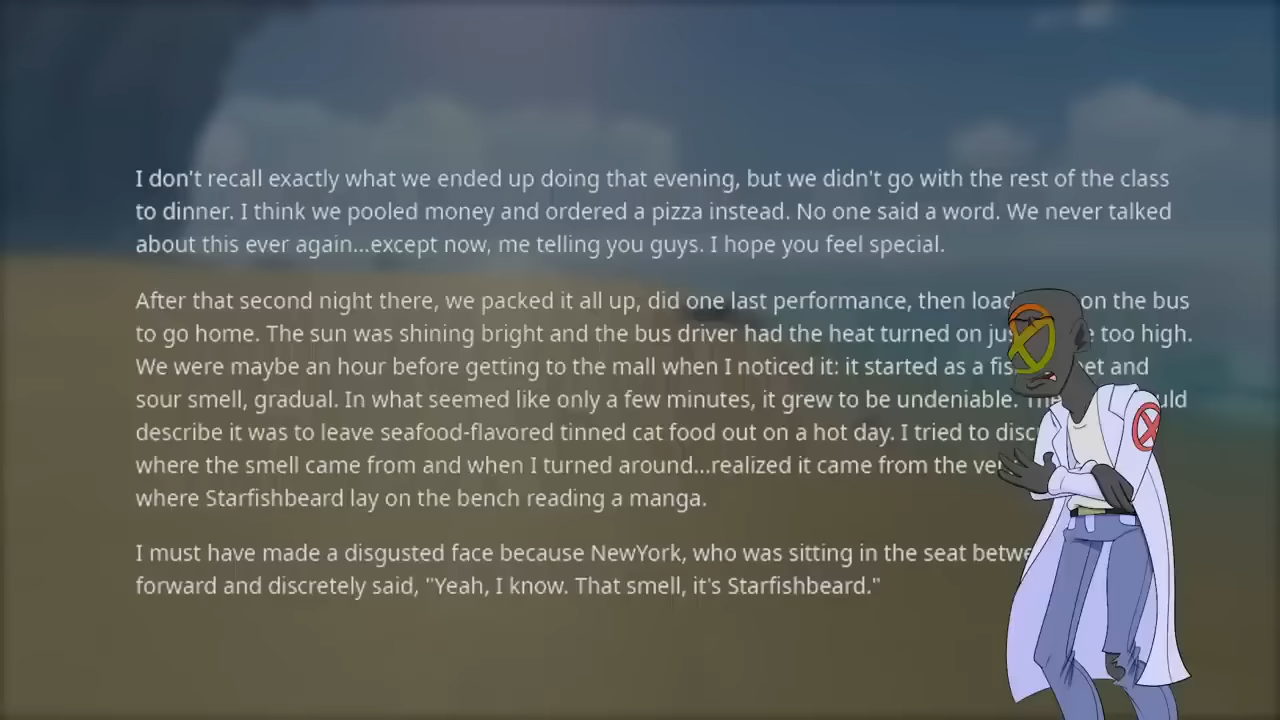 I don't recall exactly what we ended up doing that evening, but we didn't go with the rest of the class
to dinner. I think we pooled money and ordered a pizza instead. No one said a word. We never talked
about this ever again...except now, me telling you guys. I hope you feel special.
After that second night there, we packed it all up, did one last performance, then load on the bus
to go home. The sun was shining bright and the bus driver had the heat turned on too high.
We were maybe an hour before getting to the mall when I noticed it: it started as a and
sour smell, gradual. In what seemed like only a few minutes, it grew to be undeniable.
describe it was to leave seafood-flavored tinned cat food out on a hot day. I tried to
where the smell came from and when I turned around...realized it came from the
where Starfishbeard lay on the bench reading a manga.
I must have made a disgusted face because NewYork, who was sitting in the seat
forward and discretely said, "Yeah, I know. That smell, it's Starfishbeard."